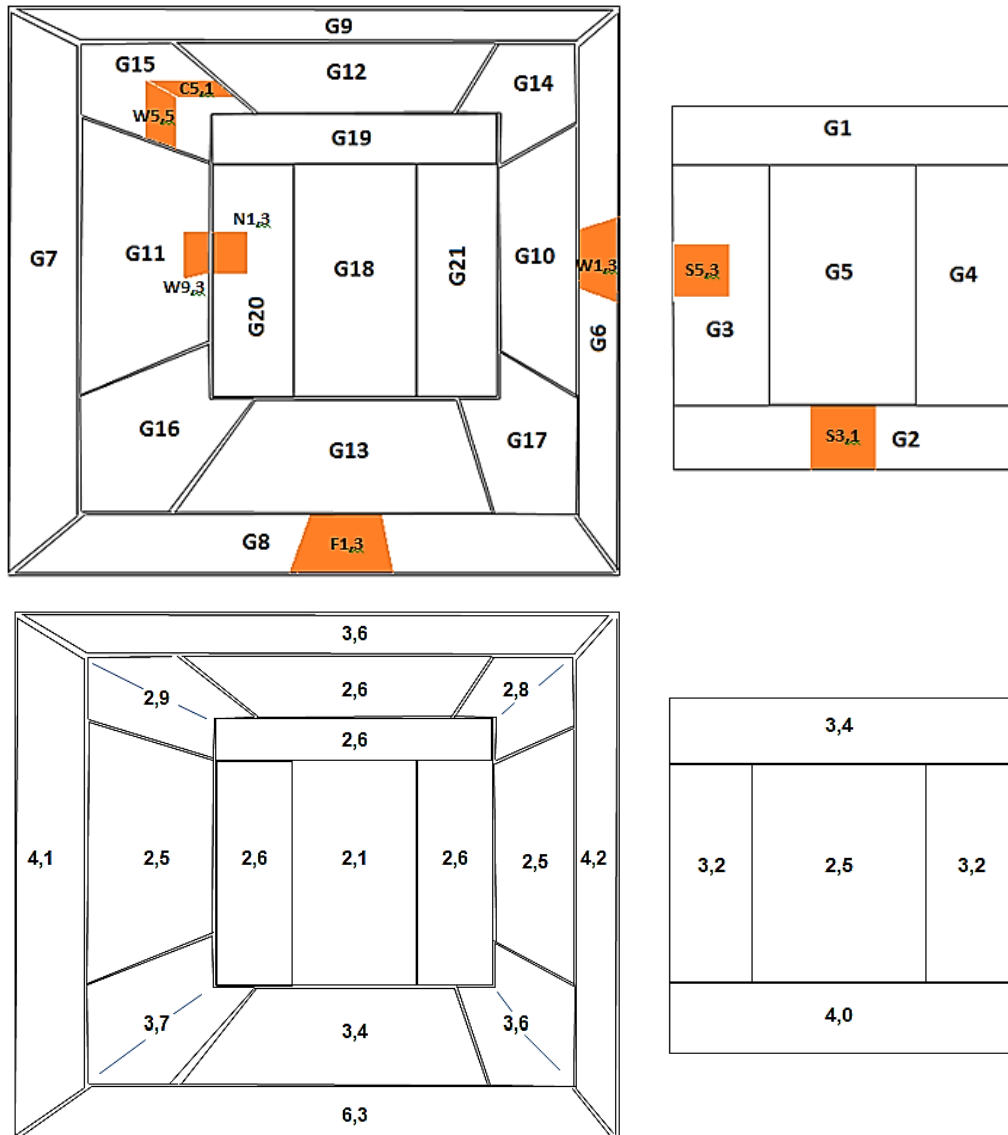 G9
G15
C5,1
W5,5
G12
G14
G19
G7
G11
W9,3
N1,3
G20
G18
G21
G10
W1,3
G6
G16
G13
G17
G8
F1,3
G1
S5,3
G3
G5
G4
S3,1
G2
3,6
2,9
2,6
2,8
2,6
4,1
2,5
2,6
2,1
2,6
2,5
4,2
3,7
3,4
3,6
6,3
3,4
3,2
2,5
3,2
4,0